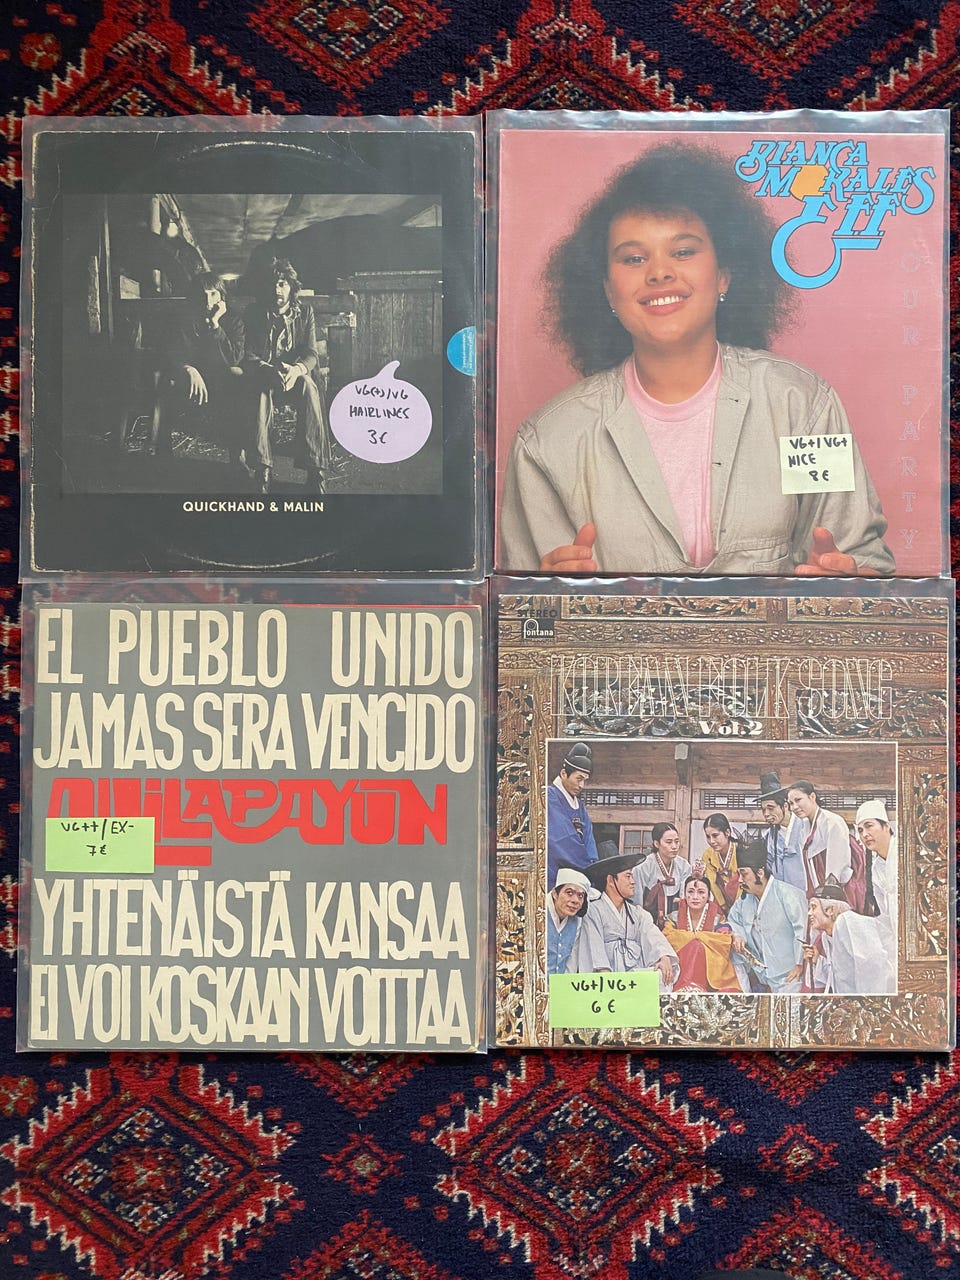 VG(+)/VG
HAIRLINES
3€
QUICKHAND & MALIN
BIANCA
MORALES
EFF
OUR PARTY
VG+/VG+
NICE
8€
EL PUEBLO UNIDO
JAMAS SERA VENCIDO
QUILAPAYUN
VG++/EX-
7€
YHTENÄISTÄ KANSAA
EI VOI KOSKAAN VOITTAA
STEREO
fontana
KOREAN FOLK SONG
Vol.2
VG+/VG+
6€